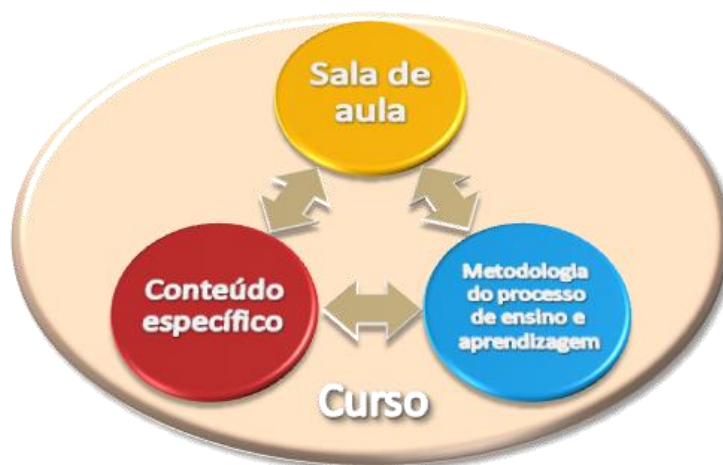 Sala de
aula
Conteúdo
específico
Metodologia
do processo
de ensino e
aprendizagem
Curso